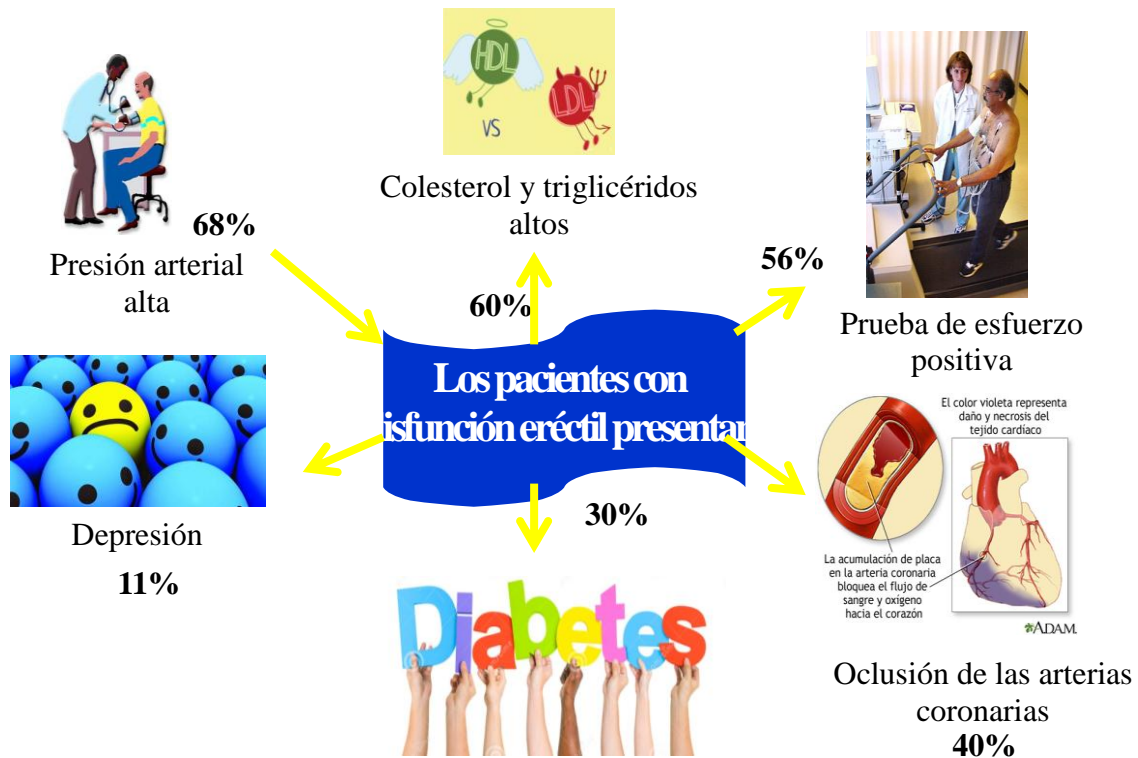 HDL
VS
LDL
Colesterol y triglicéridos
altos
68%
Presión arterial
alta
60%
56%
Prueba de esfuerzo
positiva
Los pacientes con
isfunción eréctil presentan
El color violeta representa
daño y necrosis del
tejido cardíaco
La acumulación de placa
en la arteria coronaria
bloquea el flujo de
sangre y oxígeno
hacia el corazón
ADAM.
Oclusión de las arterias
coronarias
40%
30%
Diabetes
Depresión
11%